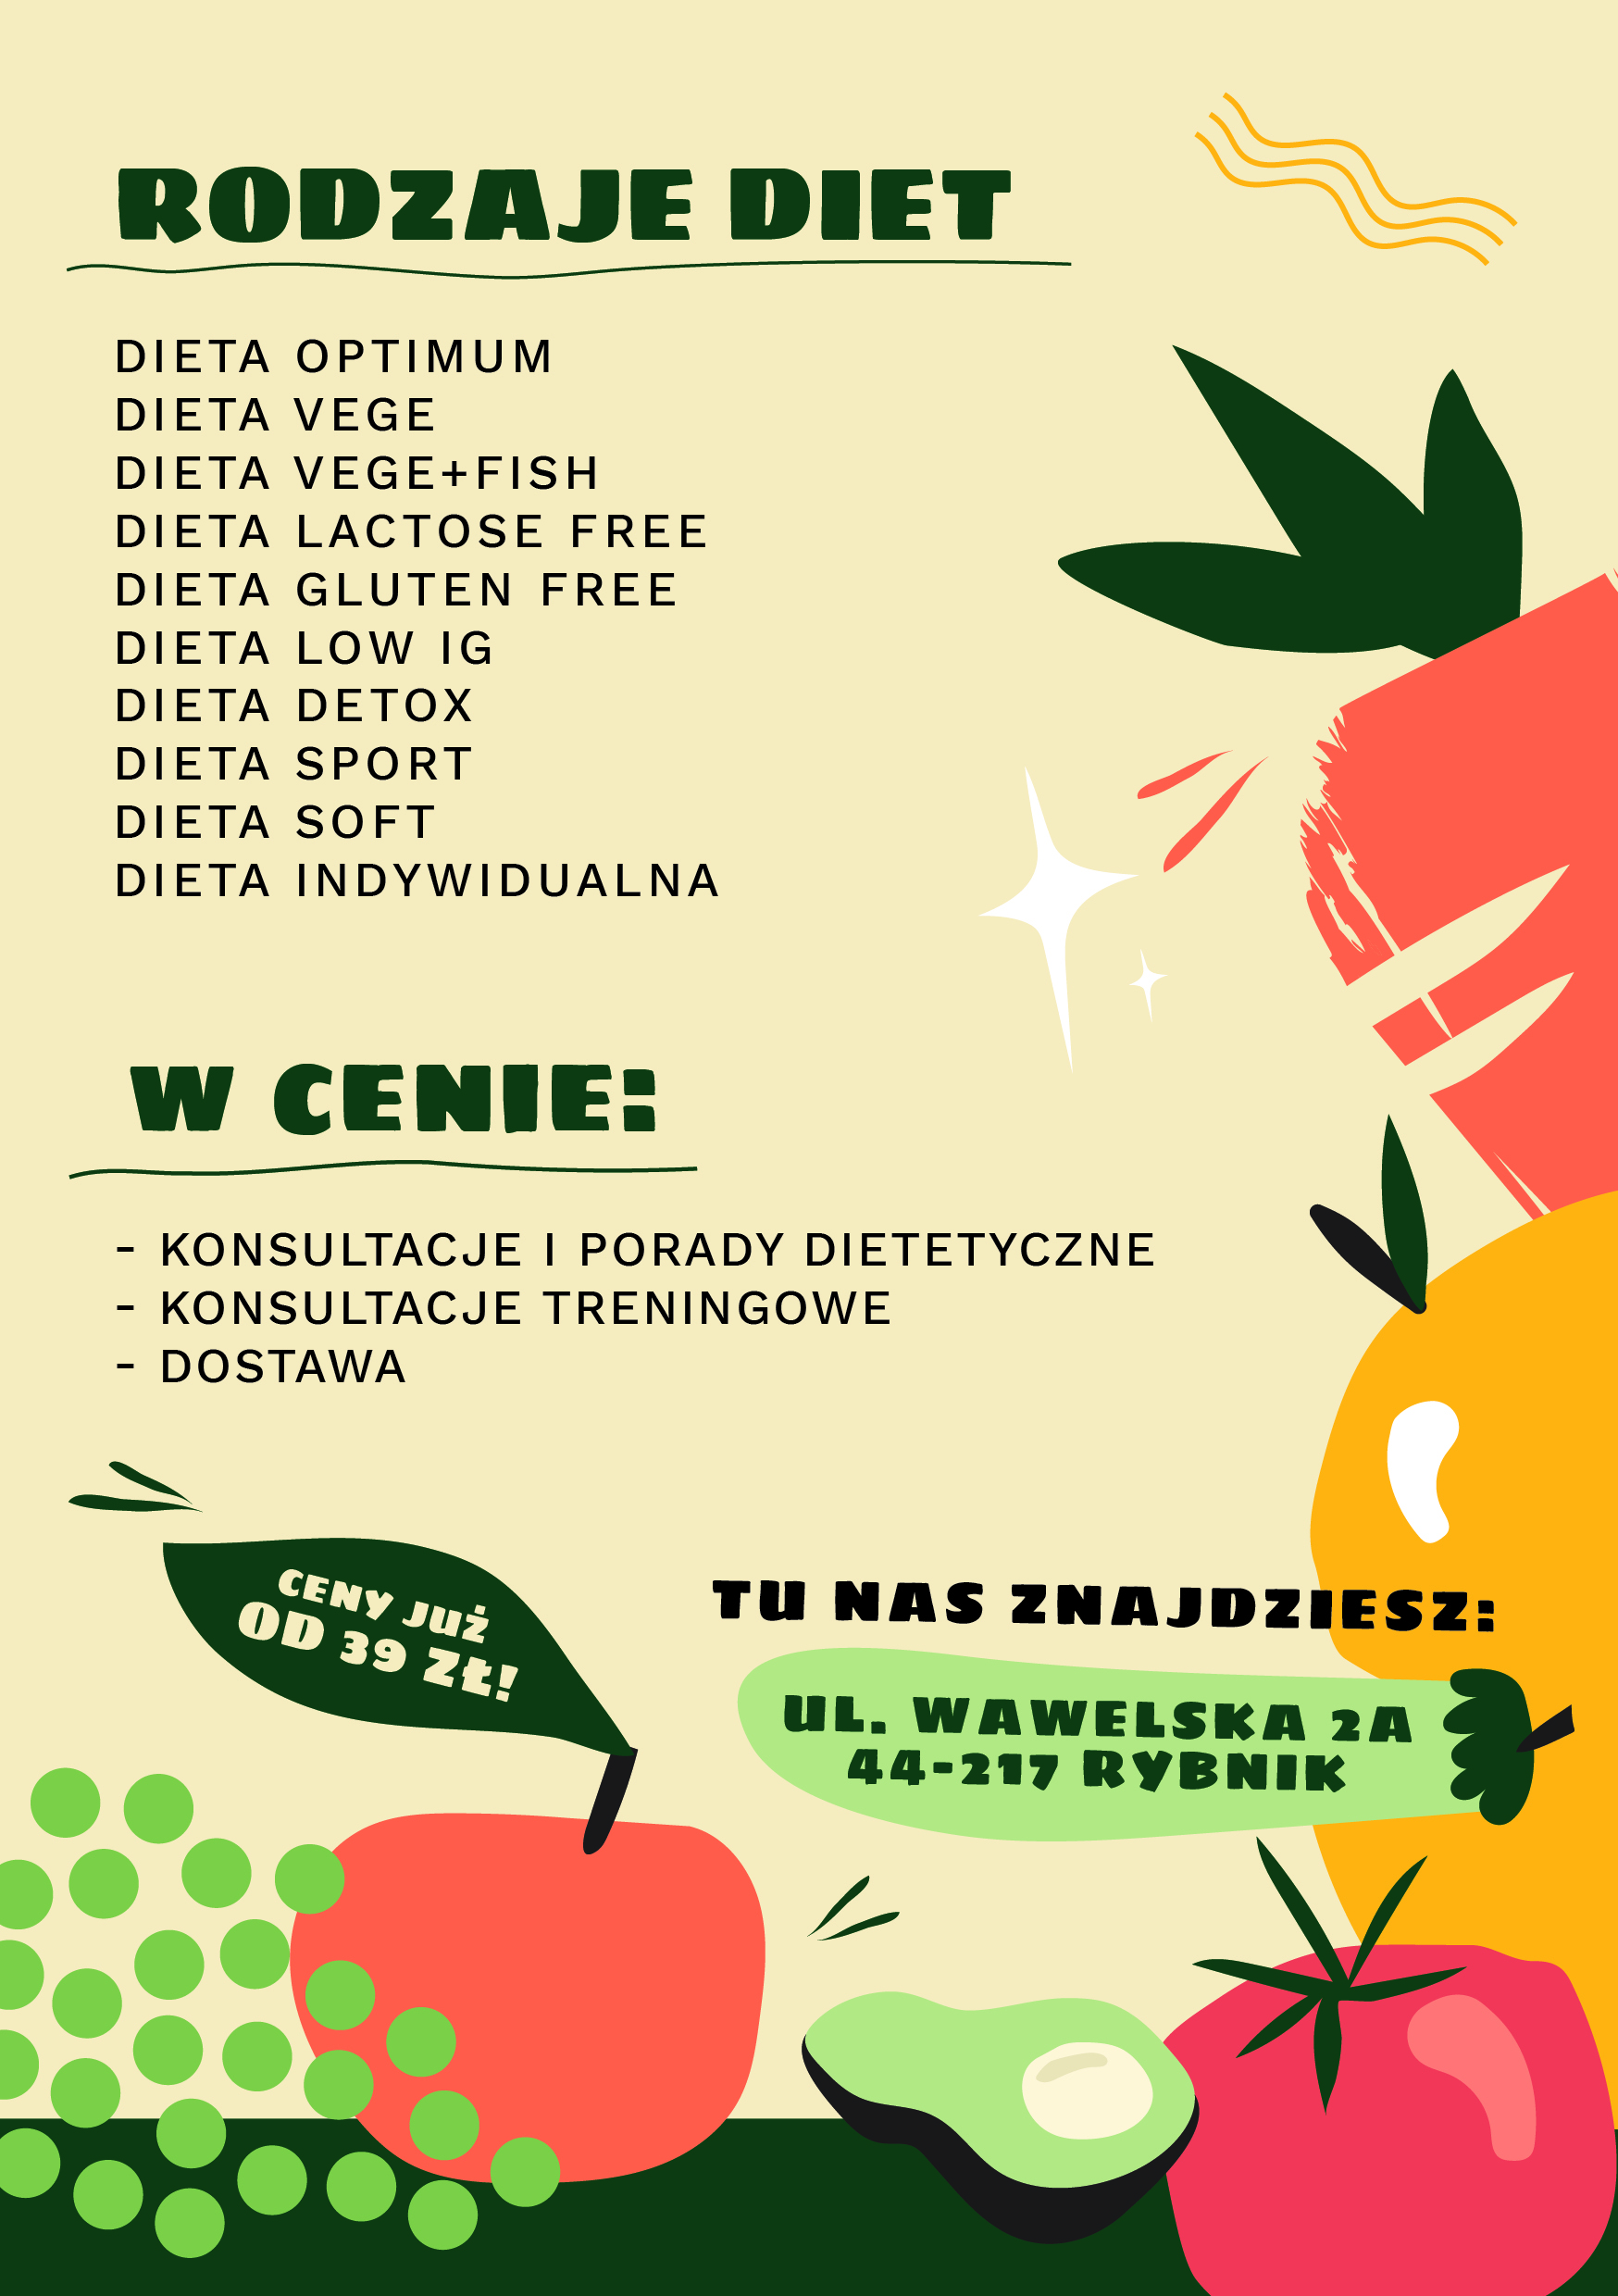 RODZAJE DIET
DIETA OPTIMUM
DIETA VEGE
DIETA VEGE+FISH
DIETA LACTOSE FREE
DIETA GLUTEN FREE
DIETA LOW IG
DIETA DETOX
DIETA SPORT
DIETA SOFT
DIETA INDYWIDUALNA
W CENIE:
- KONSULTACJE I PORADY DIETETYCZNE
- KONSULTACJE TRENINGOWE
- DOSTAWA
CENY JUŻ
OD 39 ZŁ!
TU NAS ZNAJDZIESZ:
UL. WAWELSKA 2A
44-217 RYBNIK